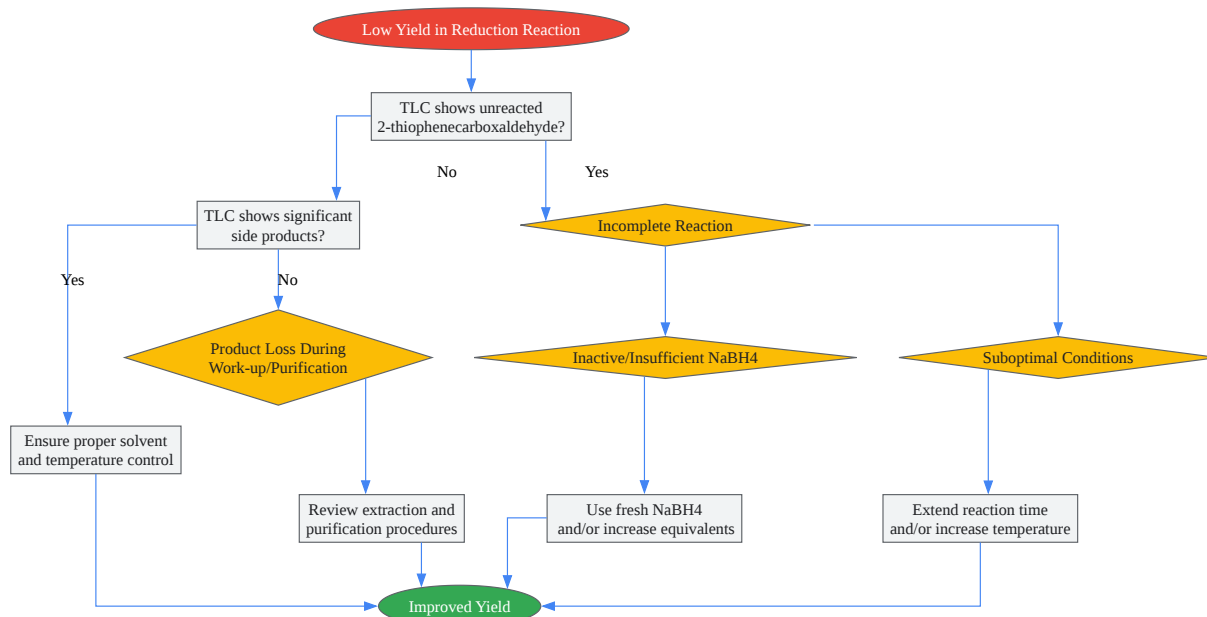 Low Yield in Reduction Reaction
TLC shows unreacted
2-thiophenecarboxaldehyde?
No
Yes
TLC shows significant
side products?
Incomplete Reaction
Yes
No
Product Loss During
Work-up/Purification
Inactive/Insufficient NaBH4
Suboptimal Conditions
Ensure proper solvent
and temperature control
Review extraction and
purification procedures
Use fresh NaBH4
and/or increase equivalents
Extend reaction time
and/or increase temperature
Improved Yield